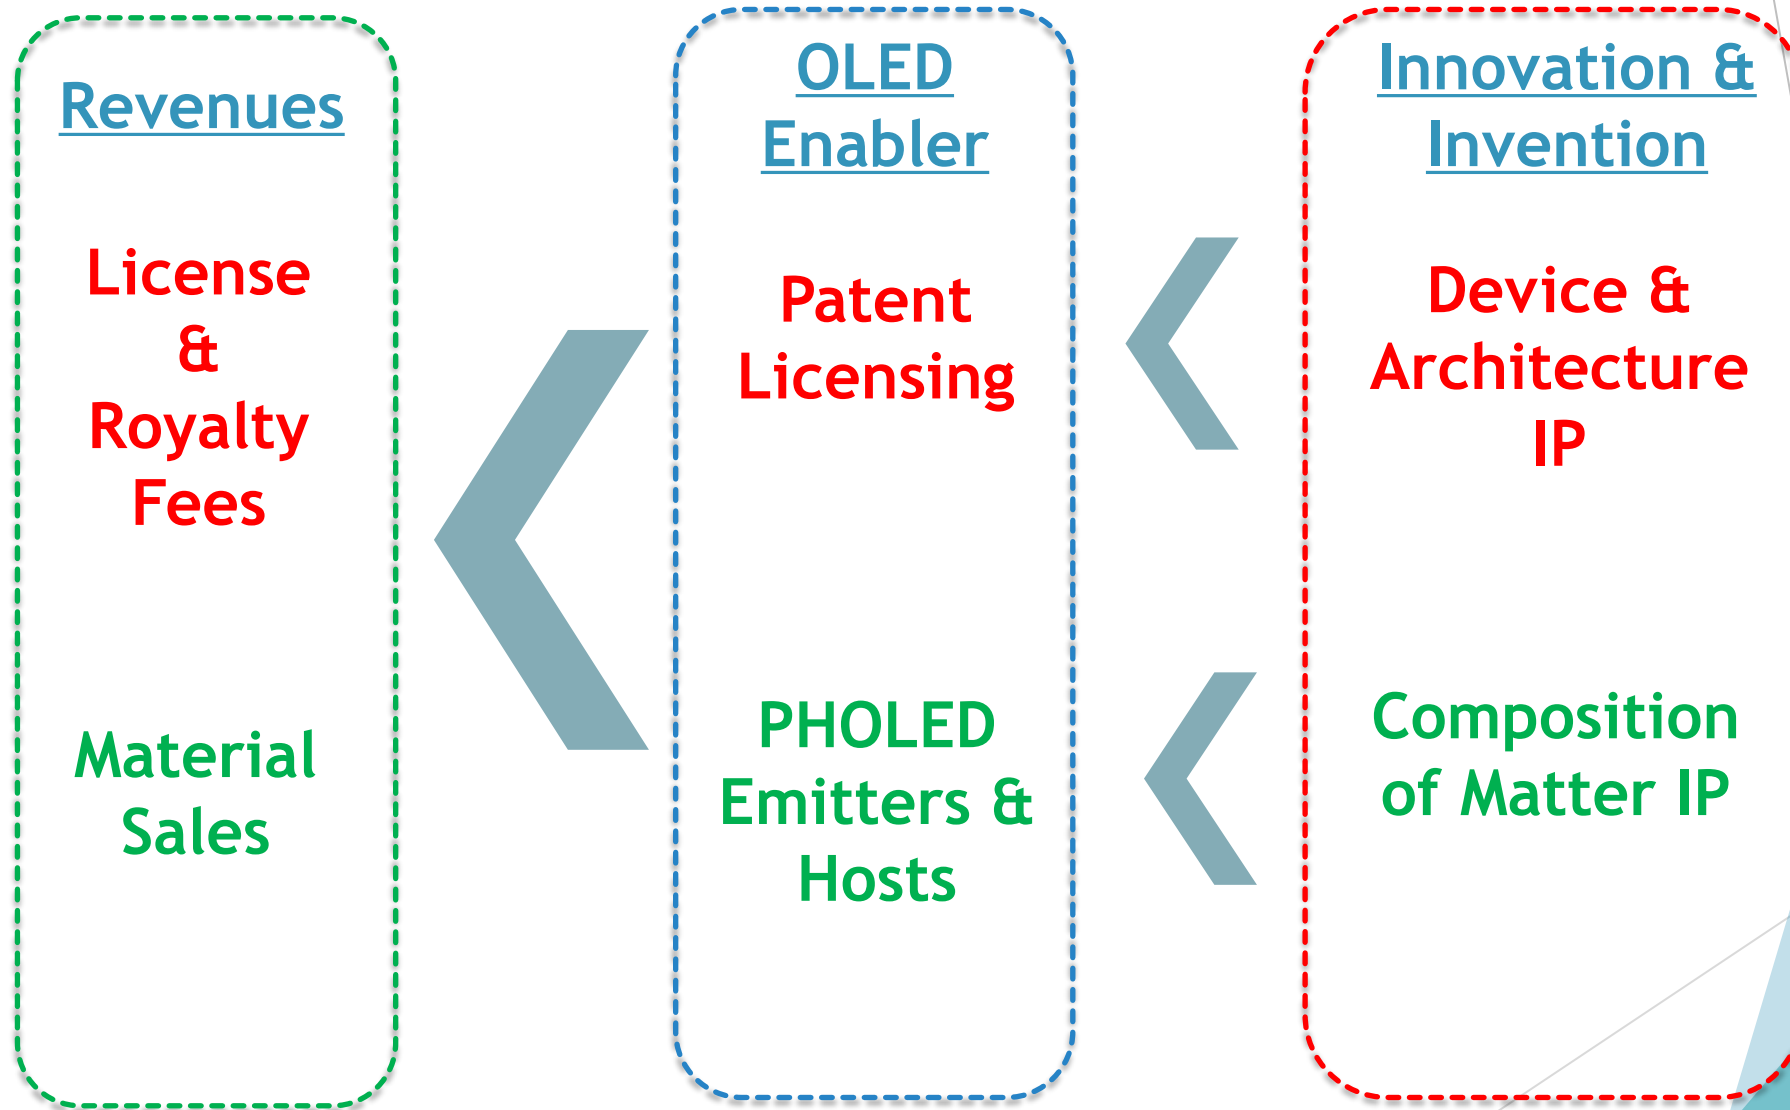 Revenues
License
&
Royalty
Fees
Material
Sales
OLED
Enabler
Patent
Licensing
PHOLED
Emitters &
Hosts
Innovation &
Invention
Device &
Architecture
IP
Composition
of Matter IP